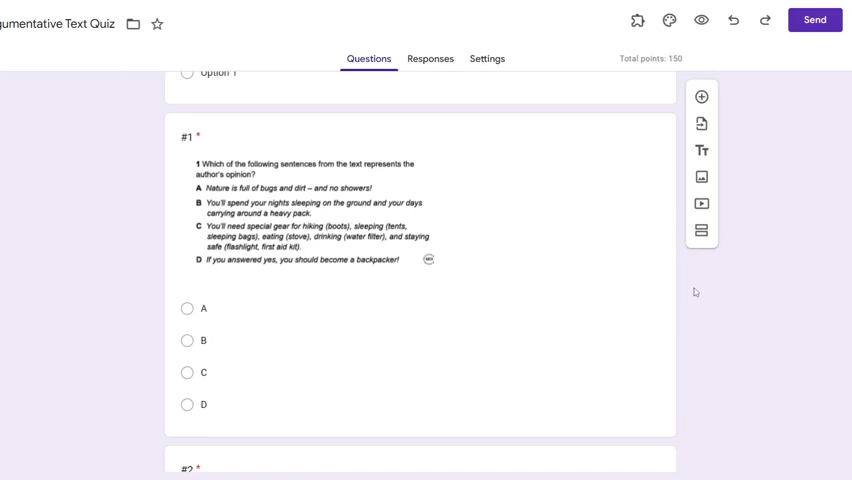 gumentative Text Quiz
Send
Questions
Responses
Settings
Total points: 150
Option 1
#1 *
1 Which of the following sentences from the text represents the
author's opinion?
A Nature is full of bugs and dirt – and no showers!
B You'll spend your nights sleeping on the ground and your days
carrying around a heavy pack.
C You'll need special gear for hiking (boots), sleeping (tents,
sleeping bags), eating (stove), drinking (water filter), and staying
safe (flashlight, first aid kit).
D If you answered yes, you should become a backpacker!
A
B
C
D
#2 *
Tt